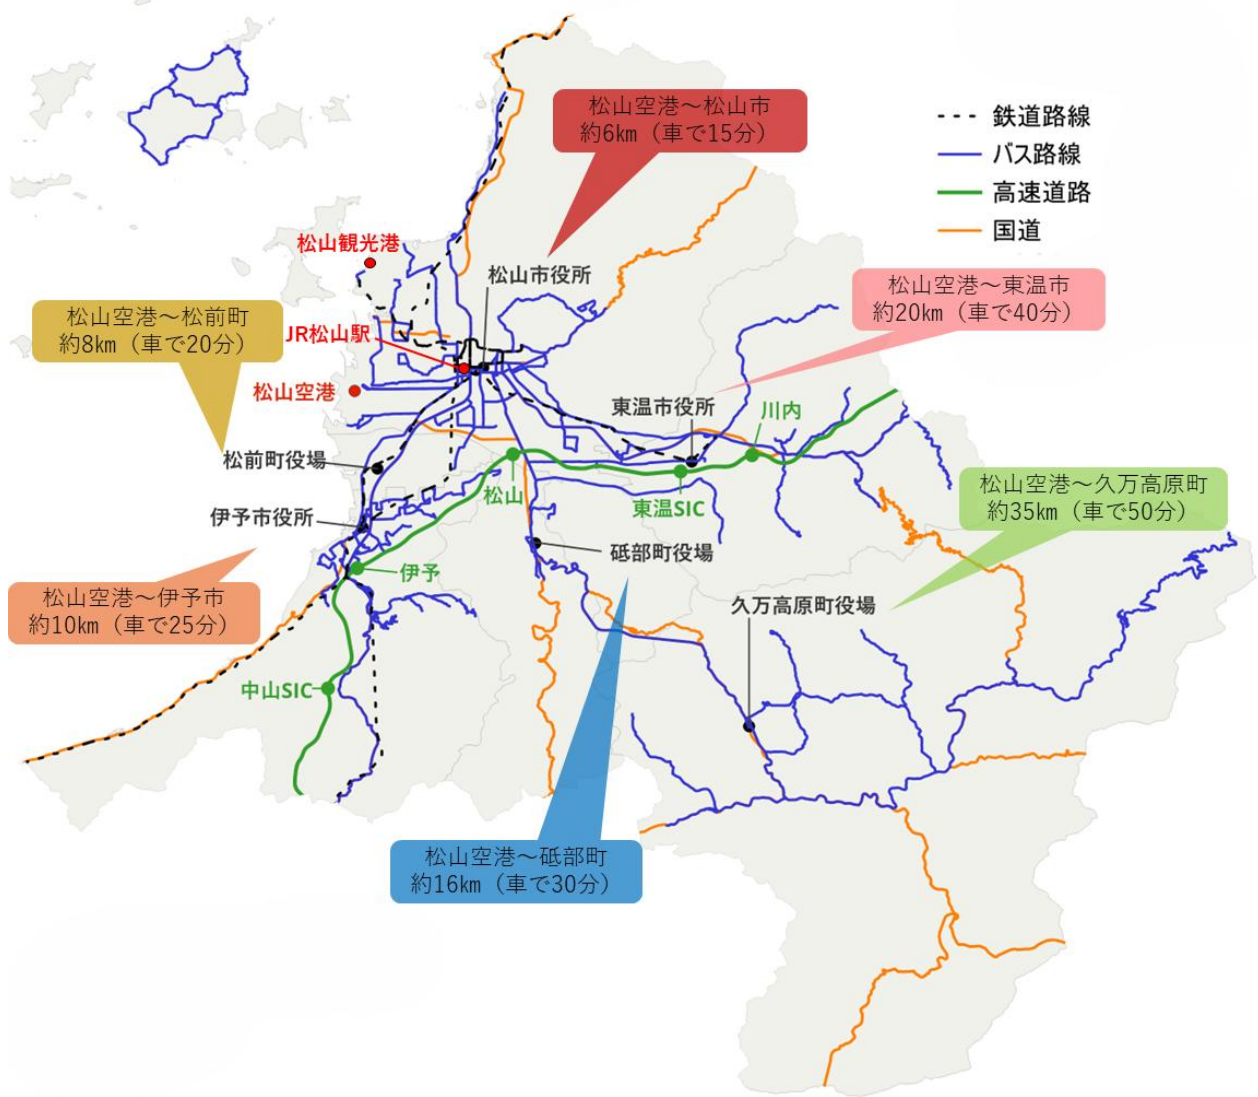 松山空港～松山市
約6㎞（車で15分）
鉄道路線
バス路線
高速道路
国道
松山観光港
松山市役所
松山空港～東温市
約20㎞（車で40分）
松山空港～松前町
約8㎞（車で20分）
JR松山駅
松山空港
東温市役所
川内
松前町役場
松山
東温SIC
松山空港～久万高原町
約35㎞（車で50分）
伊予市役所
砥部町役場
伊予
松山空港～伊予市
約10㎞（車で25分）
久万高原町役場
中山SIC
松山空港～砥部町
約16㎞（車で30分）